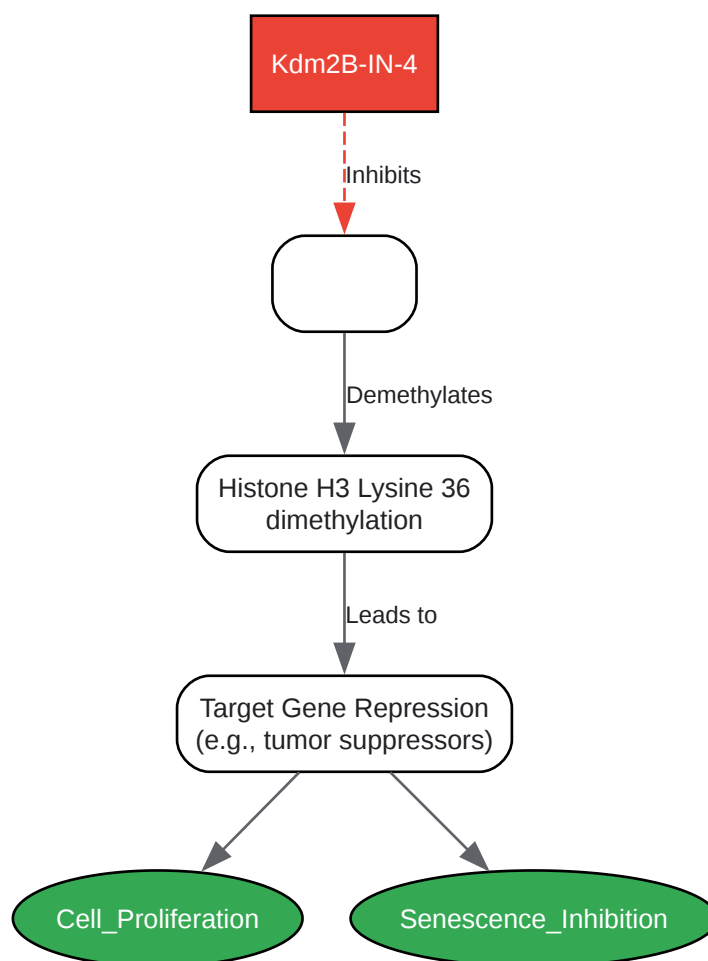 Kdm2B-IN-4
Inhibits
Demethylates
Histone H3 Lysine 36
dimethylation
Leads to
Target Gene Repression
(e.g., tumor suppressors)
Cell_Proliferation
Senescence_Inhibition